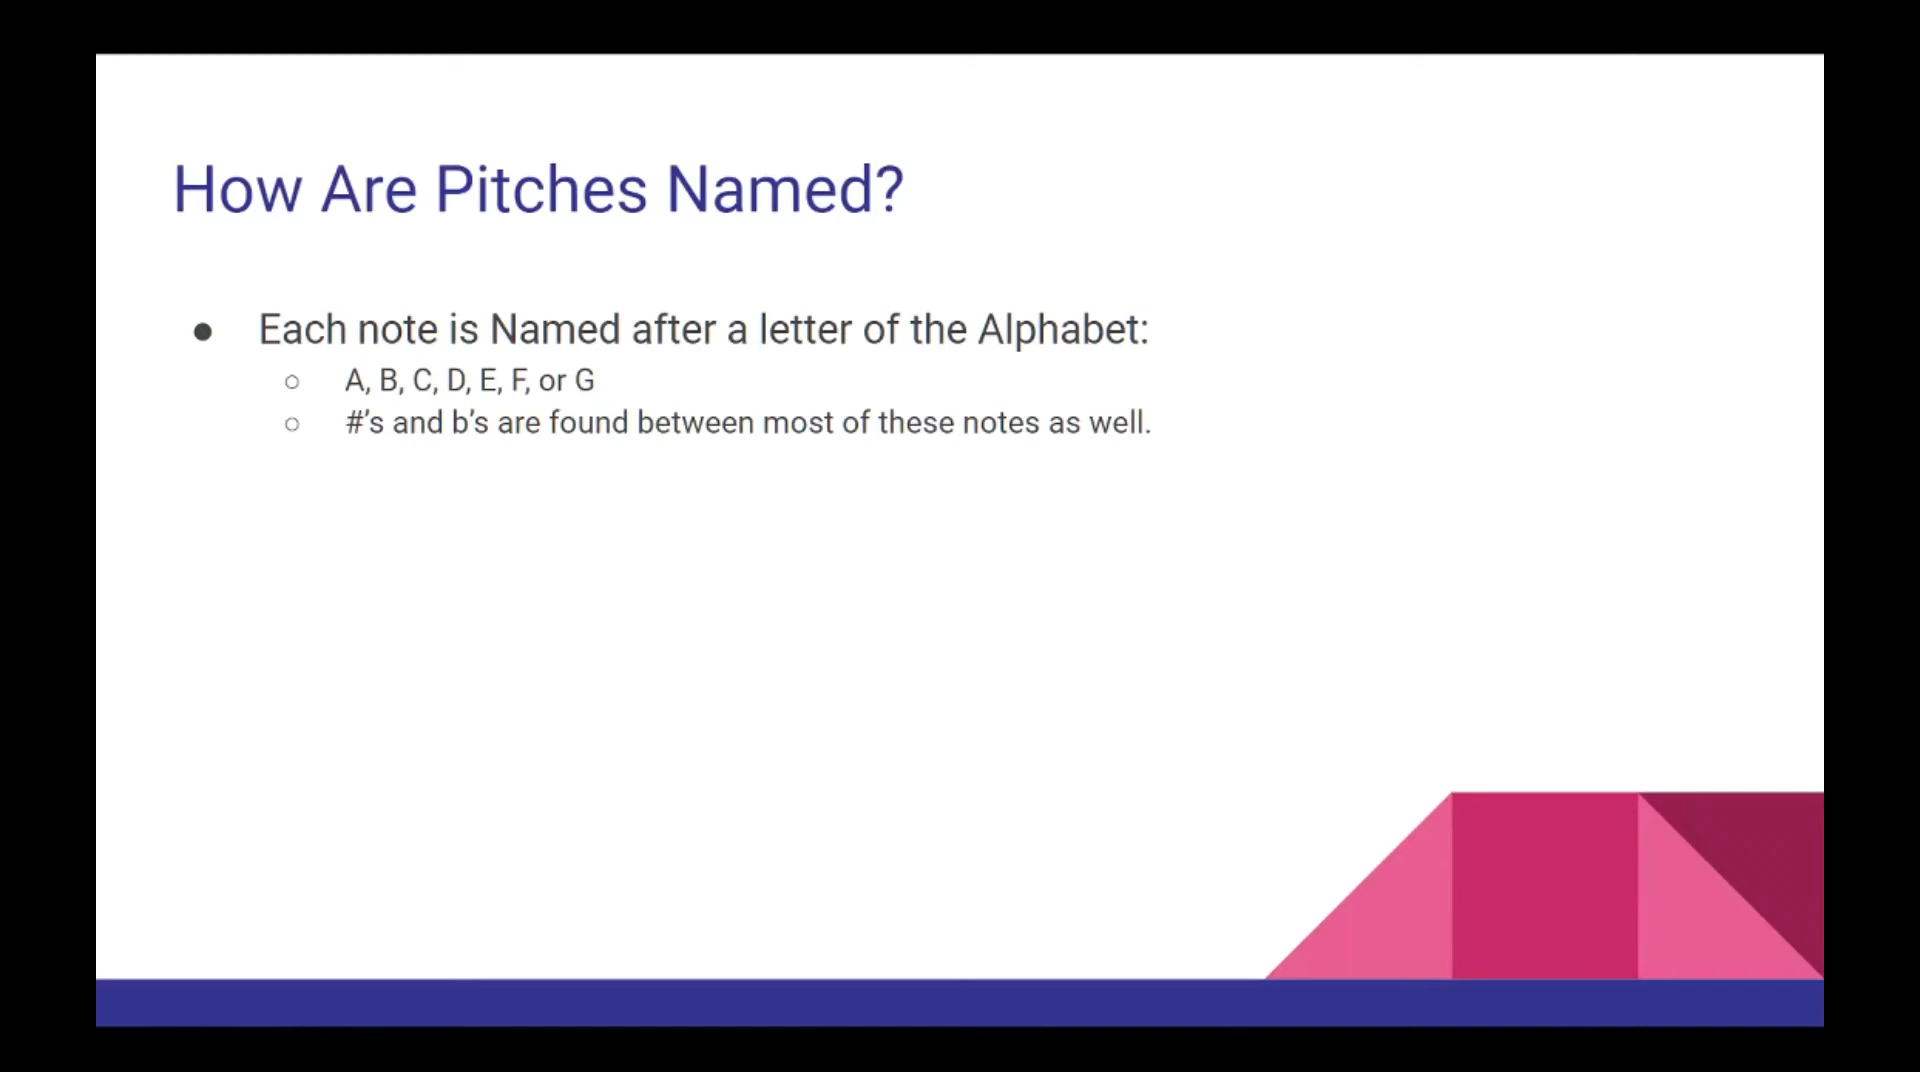 How Are Pitches Named?
● Each note is Named after a letter of the Alphabet:
○ A, B, C, D, E, F, or G
○ #’s and b’s are found between most of these notes as well.